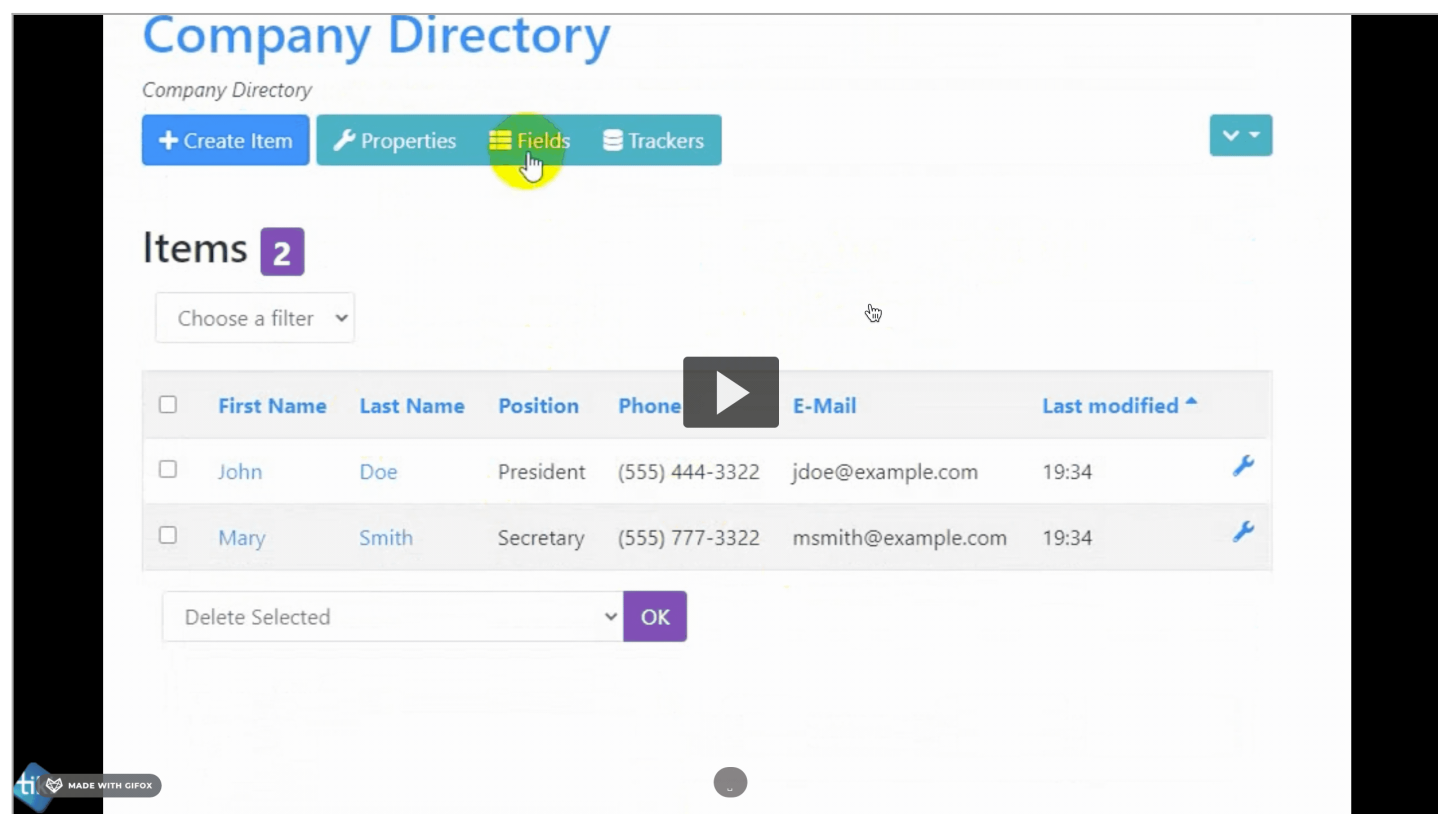 Company Directory
Company Directory
Create Item Properties Fields Trackers
Items 2
Choose a filter
First Name Last Name Position Phone E-Mail Last modified
John Doe President (555) 444-3322 jdoe@example.com 19:34
Mary Smith Secretary (555) 777-3322 msmith@example.com 19:34
Delete Selected OK
MADE WITH GIFOX